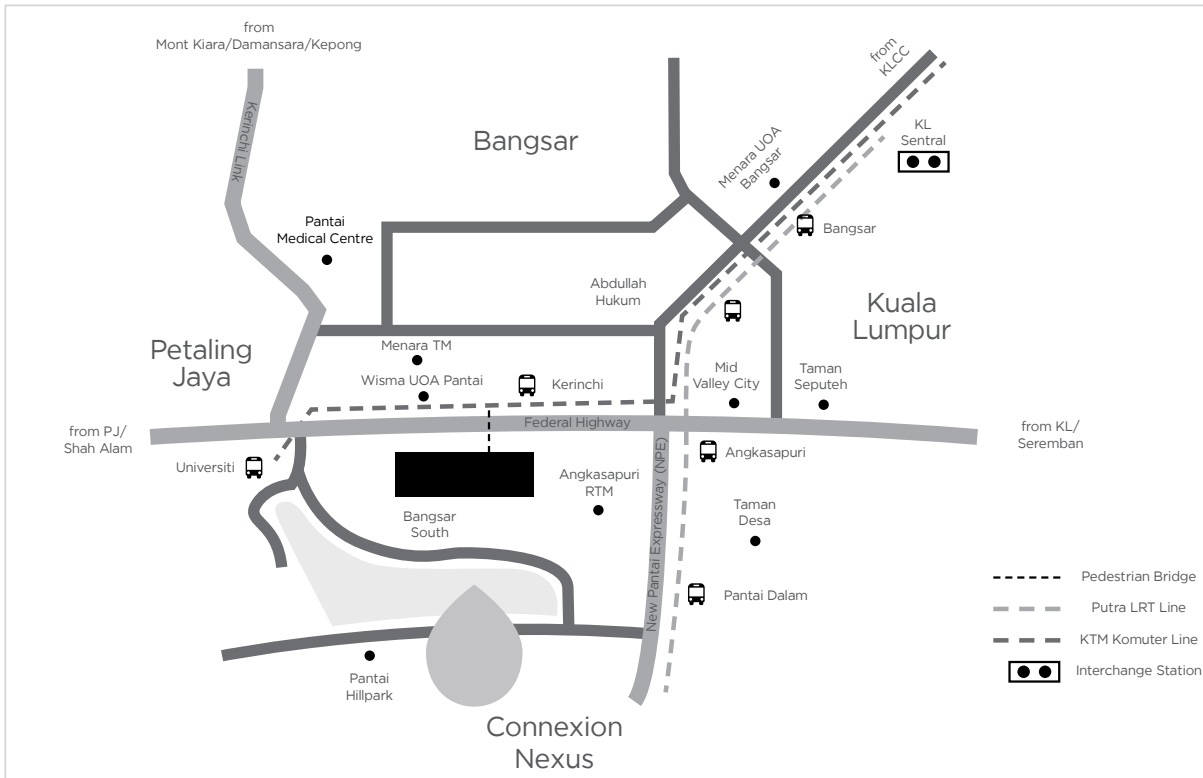 from
Mont Kiara/Damansara/Kepong
Kerinchi Link
Bangsar
from
KLCC
KL
Sentral
Menara UOA
Bangsar
Pantai
Medical Centre
Bangsar
Abdullah
Hukum
Kuala
Lumpur
Petaling
Jaya
Menara TM
Wisma UOA Pantai
Kerinchi
Mid
Valley City
Taman
Seputeh
from PJ/
Shah Alam
Federal Highway
from KL/
Seremban
Universiti
Angkasapuri
Angkasapuri
RTM
New Pantai Expressway (NPE)
Bangsar
South
Taman
Desa
Pantai Dalam
Pedestrian Bridge
Putra LRT Line
KTM Komuter Line
Interchange Station
Pantai
Hillpark
Connexion
Nexus